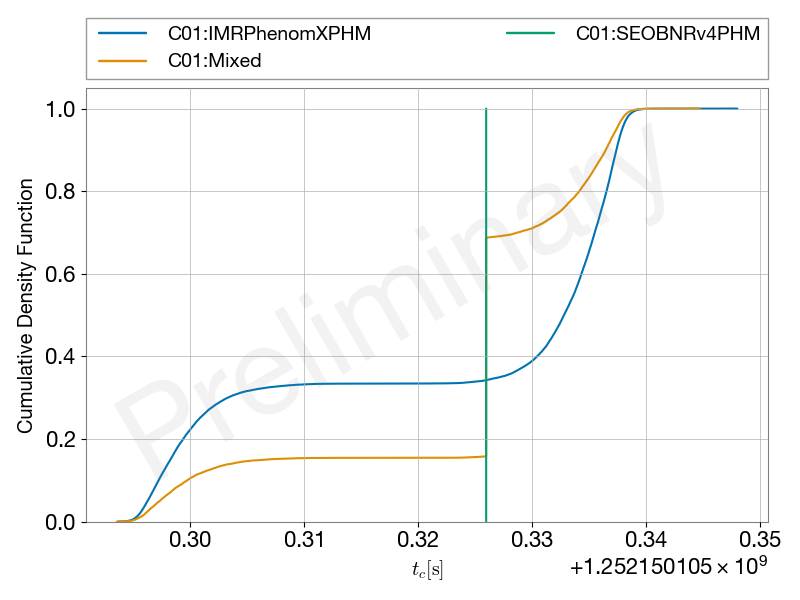 C01:IMRPhenomXPHM
C01:Mixed
C01:SEOBNRv4PHM
1.0
0.8
0.6
0.4
0.2
0.0
Cumulative Density Function
Preliminary
0.30 0.31 0.32 0.33 0.34 0.35
t_c[s]
+1.252150105 × 10⁹